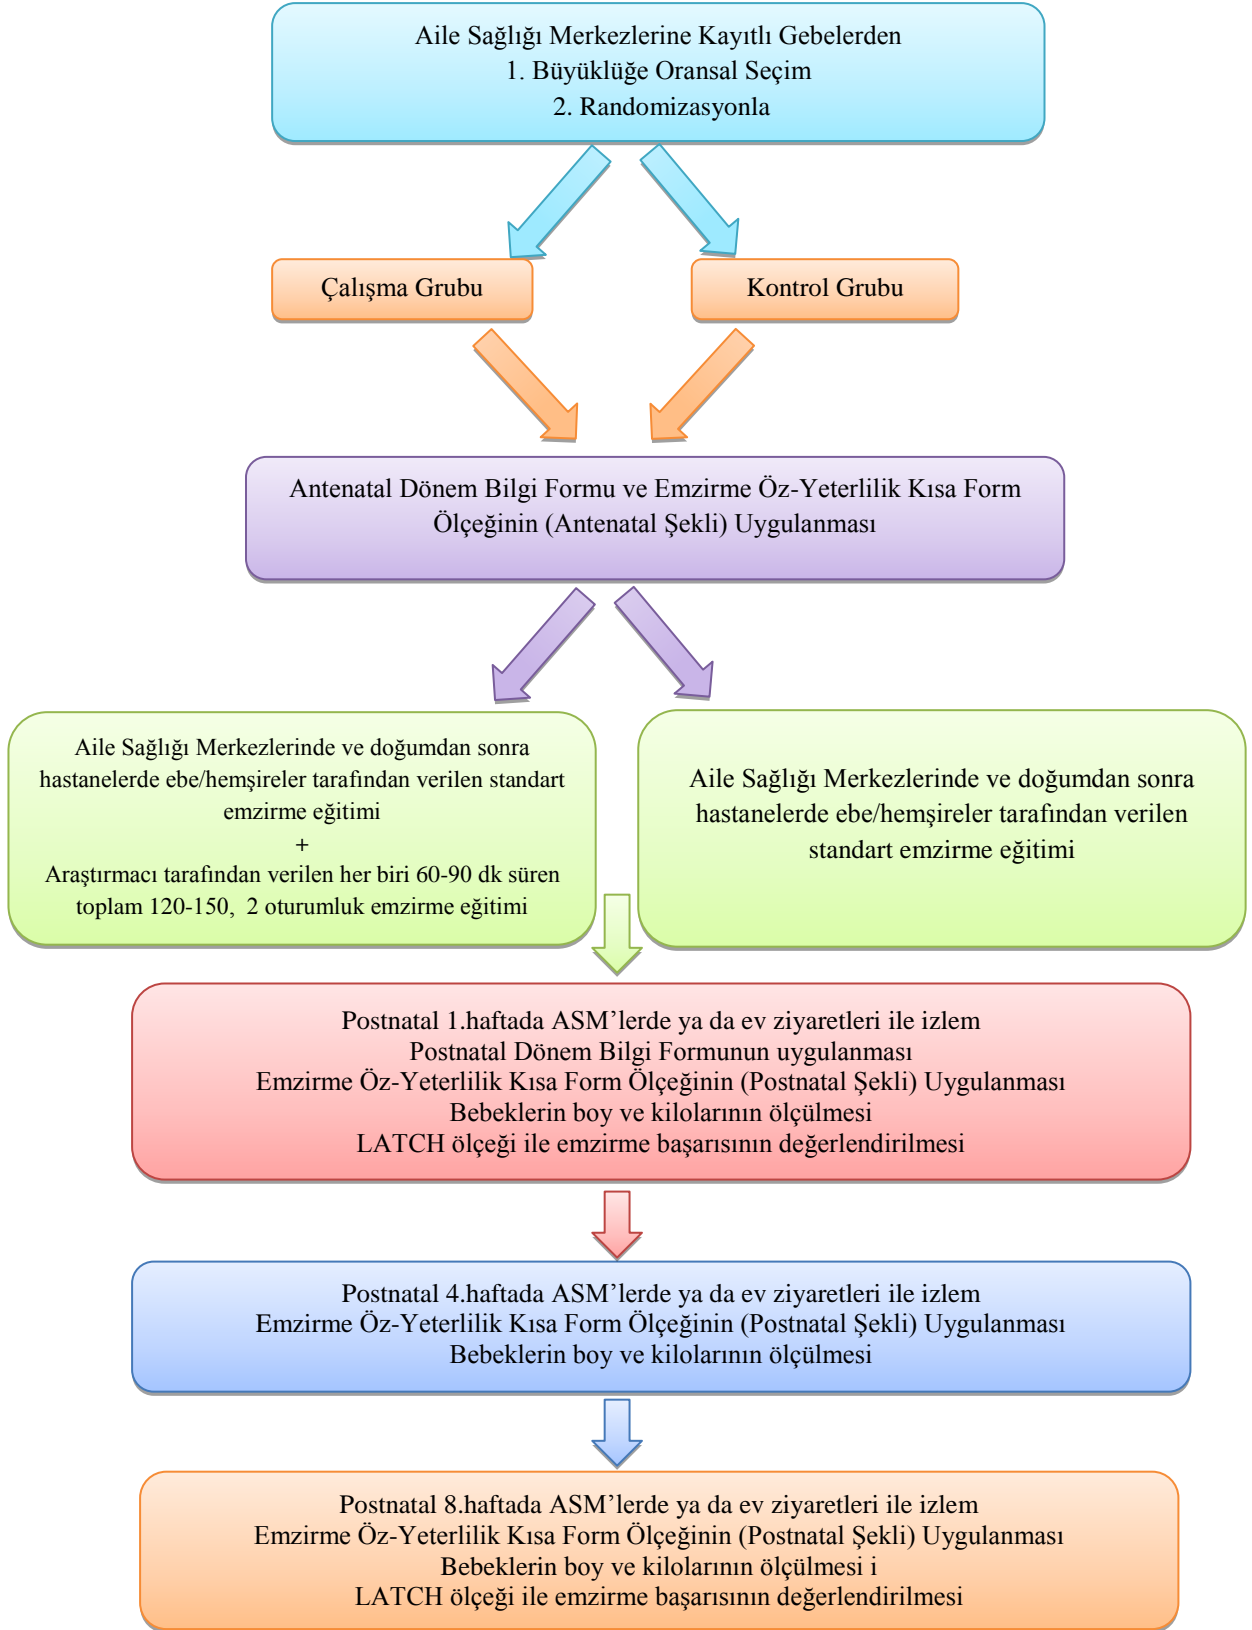 Aile Sağlığı Merkezlerine Kayıtlı Gebelerden
1. Büyüklüğe Oransal Seçim
2. Randomizasyonla
Çalışma Grubu
Kontrol Grubu
Antenatal Dönem Bilgi Formu ve Emzirme Öz-Yeterlilik Kısa Form
Ölçeğinin (Antenatal Şekli) Uygulanması
Aile Sağlığı Merkezlerinde ve doğumdan sonra
hastanelerde ebe/hemşireler tarafından verilen standart
emzirme eğitimi
+
Araştırmacı tarafından verilen her biri 60-90 dk süren
toplam 120-150,  2 oturumluk emzirme eğitimi
Aile Sağlığı Merkezlerinde ve doğumdan sonra
hastanelerde ebe/hemşireler tarafından verilen
standart emzirme eğitimi
Postnatal 1.haftada ASM’lerde ya da ev ziyaretleri ile izlem
Postnatal Dönem Bilgi Formunun uygulanması
Emzirme Öz-Yeterlilik Kısa Form Ölçeğinin (Postnatal Şekli) Uygulanması
Bebeklerin boy ve kilolarının ölçülmesi
LATCH ölçeği ile emzirme başarısının değerlendirilmesi
Postnatal 4.haftada ASM’lerde ya da ev ziyaretleri ile izlem
Emzirme Öz-Yeterlilik Kısa Form Ölçeğinin (Postnatal Şekli) Uygulanması
Bebeklerin boy ve kilolarının ölçülmesi
Postnatal 8.haftada ASM’lerde ya da ev ziyaretleri ile izlem
Emzirme Öz-Yeterlilik Kısa Form Ölçeğinin (Postnatal Şekli) Uygulanması
Bebeklerin boy ve kilolarının ölçülmesi i
LATCH ölçeği ile emzirme başarısının değerlendirilmesi